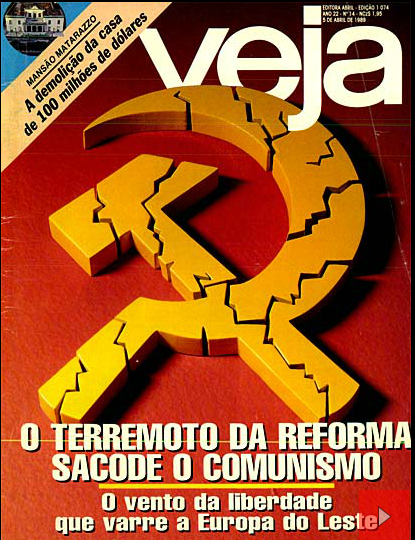 MANSÃO MATARAZZO
A demolição da casa
de 100 milhões de dólares
EDITORA ABRIL - EDIÇÃO 1 074
ANO 22 - Nº 14 - NCz$ 1,95
5 DE ABRIL DE 1989
veja
O TERREMOTO DA REFORMA
SACODE O COMUNISMO
O vento da liberdade
que varre a Europa do Leste